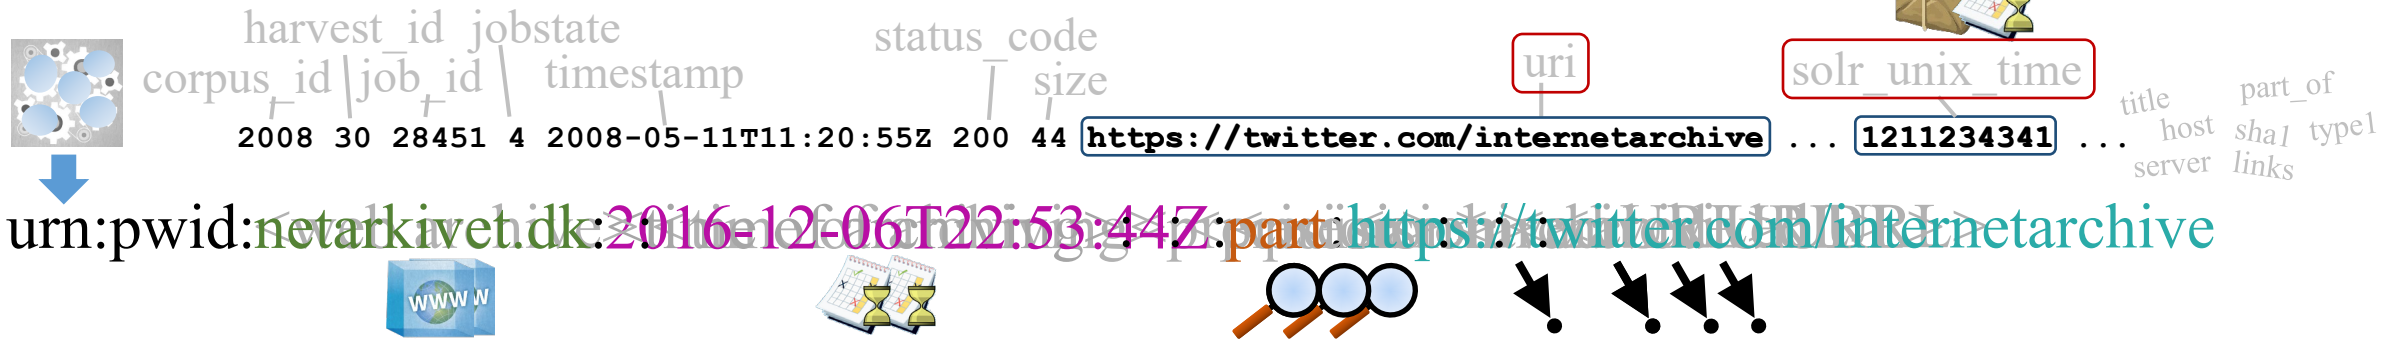 harvest_id jobstate status_code
corpus_id job_id timestamp size uri solr_unix_time
title part_of
host sha1 type1
server links
2008 30 28451 4 2008-05-11T11:20:55Z 200 44 https://twitter.com/internetarchive ... 1211234341 ...
urn:pwid:netarkivet.dk:2016-12-06T22:53:44Z:part:https://twitter.com/internetarchive
WWW W